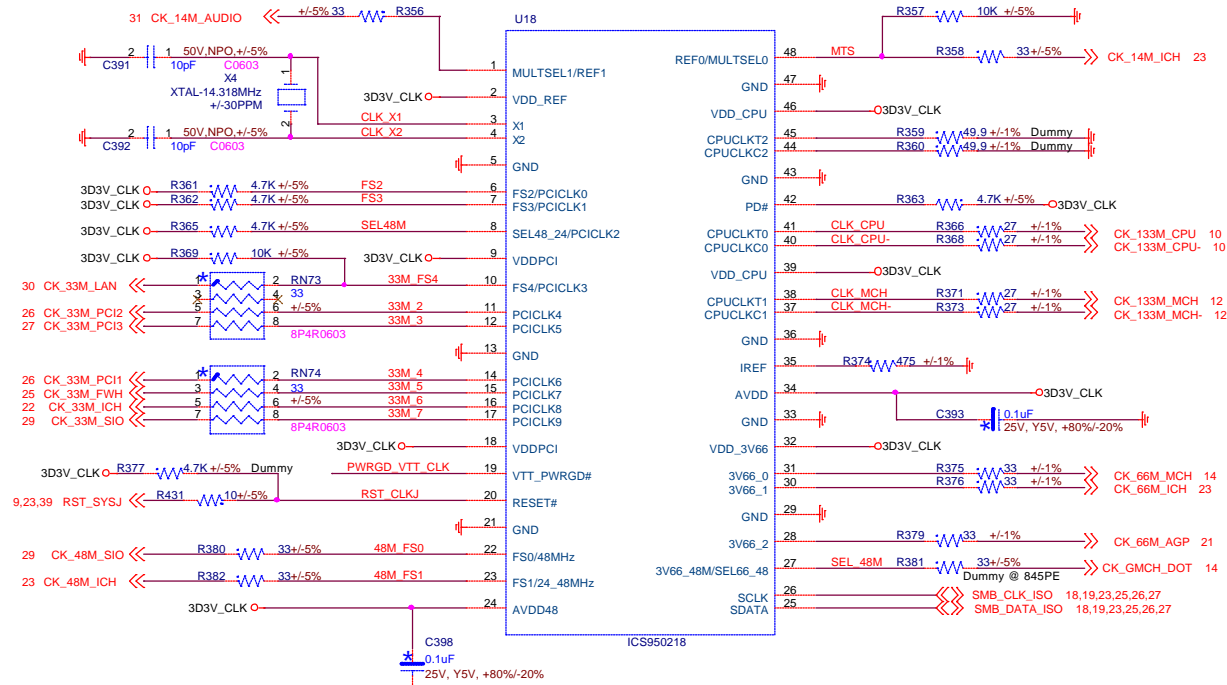 31 CK_14M_AUDIO +/-5% 33 R356
U18
R357 10K +/-5%
2 1 50V,NPO,+/-5%
C391 10pF C0603
X4
XTAL-14.318MHz
+/-30PPM
1
2
3D3V_CLK
CLK_X1
CLK_X2
2 1 50V,NPO,+/-5%
C392 10pF C0603
1 MULTSEL1/REF1
2 VDD_REF
3 X1
4 X2
5 GND
3D3V_CLK R361 4.7K +/-5% FS2 6 FS2/PCICLK0
3D3V_CLK R362 4.7K +/-5% FS3 7 FS3/PCICLK1
3D3V_CLK R365 4.7K +/-5% SEL48M 8 SEL48_24/PCICLK2
3D3V_CLK R369 10K +/-5% 3D3V_CLK 9 VDDPCI
30 CK_33M_LAN 1 2 RN73 33M_FS4 10 FS4/PCICLK3
3 4 33
26 CK_33M_PCI2 5 6 +/-5% 33M_2 11 PCICLK4
27 CK_33M_PCI3 7 8 33M_3 12 PCICLK5
8P4R0603
13 GND
26 CK_33M_PCI1 1 2 RN74 33M_4 14 PCICLK6
25 CK_33M_FWH 3 4 33 33M_5 15 PCICLK7
22 CK_33M_ICH 5 6 +/-5% 33M_6 16 PCICLK8
29 CK_33M_SIO 7 8 33M_7 17 PCICLK9
8P4R0603
3D3V_CLK 18 VDDPCI
3D3V_CLK R377 4.7K +/-5% Dummy
PWRGD_VTT_CLK 19 VTT_PWRGD#
9,23,39 RST_SYSJ R431 10+/-5% RST_CLKJ 20 RESET#
21 GND
29 CK_48M_SIO R380 33+/-5% 48M_FS0 22 FS0/48MHz
23 CK_48M_ICH R382 33+/-5% 48M_FS1 23 FS1/24_48MHz
3D3V_CLK 24 AVDD48
C398
0.1uF
25V, Y5V, +80%/-20%
ICS950218
REF0/MULTSEL0 48 MTS R358 33+/-5% CK_14M_ICH 23
GND 47
VDD_CPU 46 3D3V_CLK
CPUCLKT2 45 R359 49.9 +/-1% Dummy
CPUCLKC2 44 R360 49.9 +/-1% Dummy
GND 43
PD# 42 R363 4.7K +/-5% 3D3V_CLK
CPUCLKT0 41 CLK_CPU R366 27 +/-1% CK_133M_CPU 10
CPUCLKC0 40 CLK_CPU- R368 27 +/-1% CK_133M_CPU- 10
VDD_CPU 39 3D3V_CLK
CPUCLKT1 38 CLK_MCH R371 27 +/-1% CK_133M_MCH 12
CPUCLKC1 37 CLK_MCH- R373 27 +/-1% CK_133M_MCH- 12
GND 36
IREF 35 R374 475 +/-1%
AVDD 34 3D3V_CLK
GND 33 C393 0.1uF
25V, Y5V, +80%/-20%
VDD_3V66 32 3D3V_CLK
3V66_0 31 R375 33 +/-1% CK_66M_MCH 14
3V66_1 30 R376 33 +/-1% CK_66M_ICH 23
GND 29
3V66_2 28 R379 33 +/-1% CK_66M_AGP 21
3V66_48M/SEL66_48 27 SEL_48M R381 33+/-5% CK_GMCH_DOT 14
Dummy @ 845PE
SCLK 26 SMB_CLK_ISO 18,19,23,25,26,27
SDATA 25 SMB_DATA_ISO 18,19,23,25,26,27